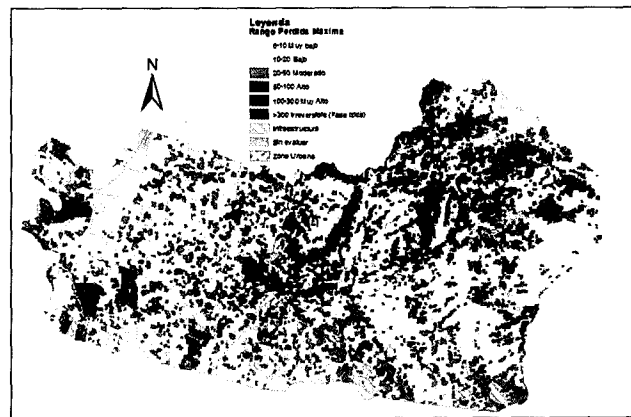 Leyenda
Rango Perdida Maxima
0-10 Muy bajo
10-20 Bajo
20-50 Moderado
50-100 Alto
100-300 Muy Alto
>300 Irreversible (Fase lítica)
Infraestructura
Sin evaluar
Zona Urbana
N